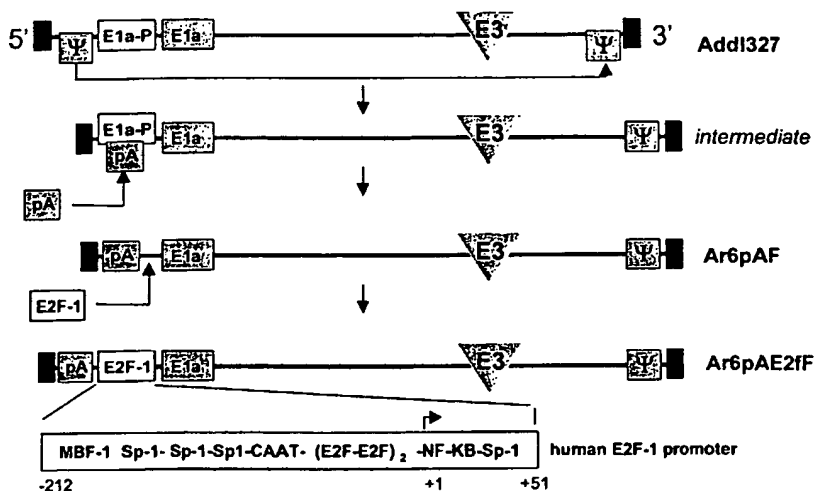 5' Ψ E1a-P E1a E3 Ψ 3' Addl327
E1a-P pA E1a E3 Ψ intermediate
pA
pA E1a E3 Ψ Ar6pAF
E2F-1
pA E2F-1 E1a E3 Ψ Ar6pAE2fF
MBF-1 Sp-1- Sp-1-Sp1-CAAT- (E2F-E2F) 2 -NF-KB-Sp-1 human E2F-1 promoter
-212 +1 +51